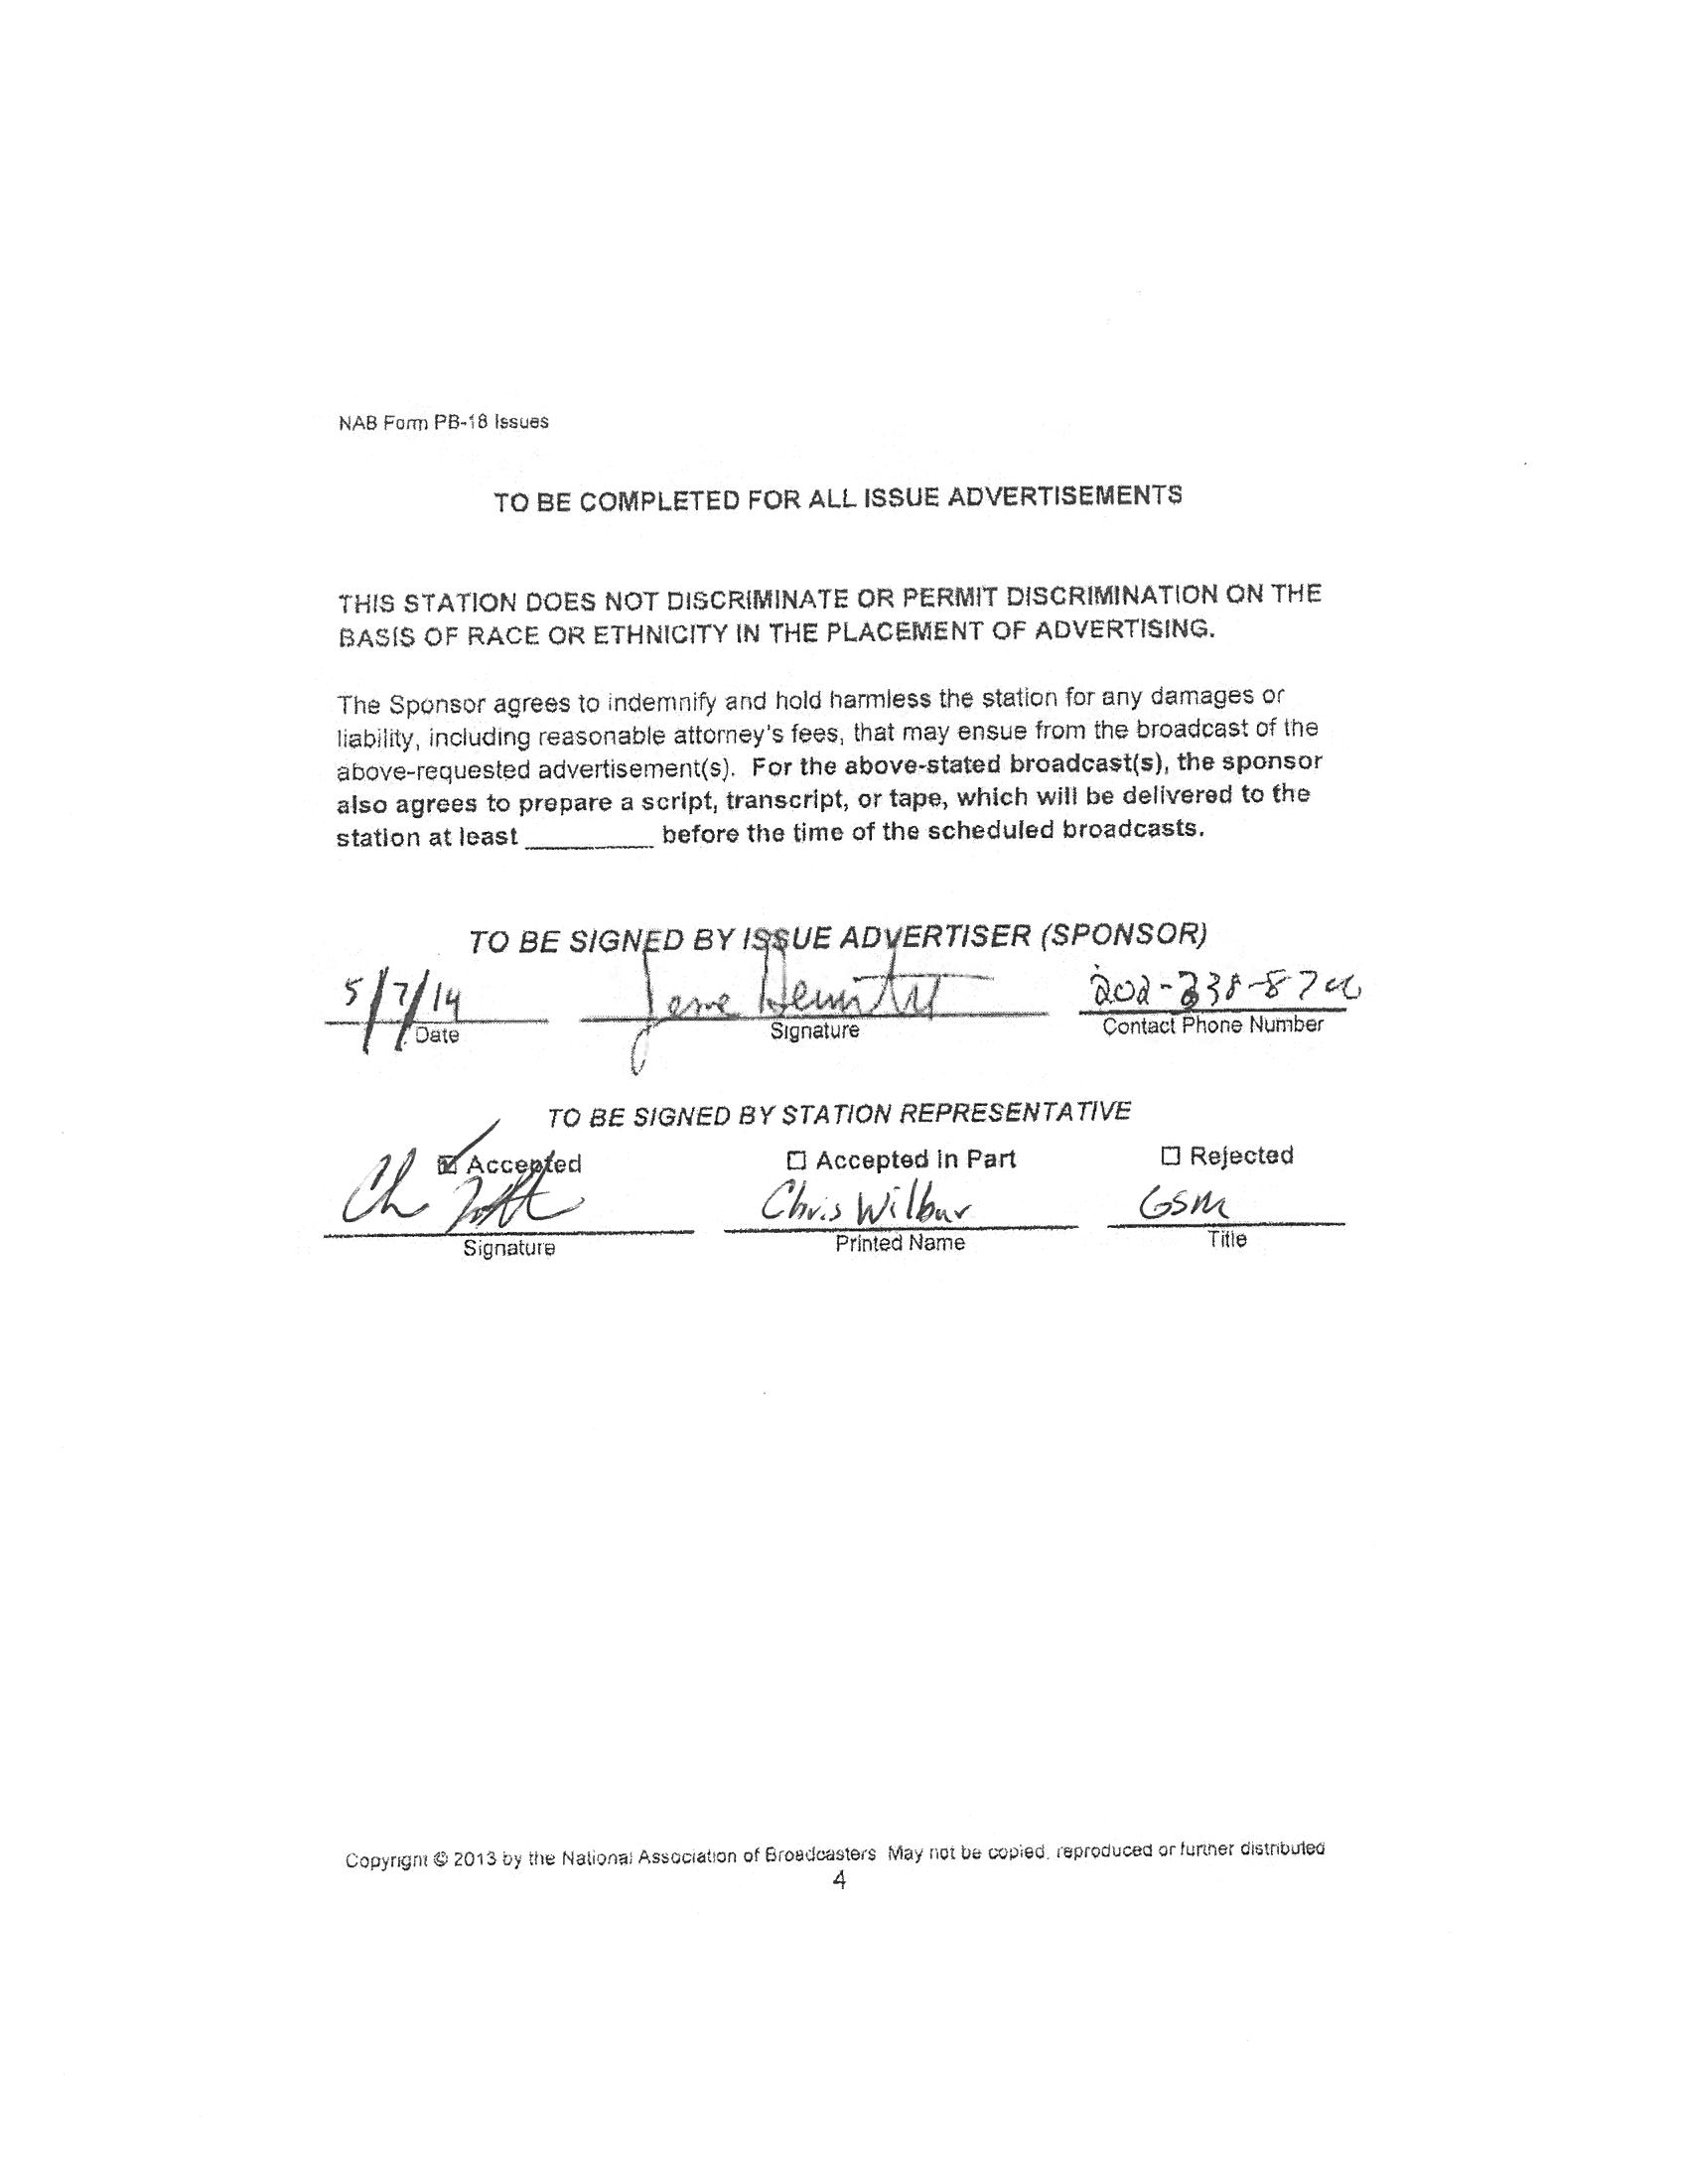 NAB Form PB-18 Issues
TO BE COMPLETED FOR ALL ISSUE ADVERTISEMENTS
THIS STATION DOES NOT DISCRIMINATE OR PERMIT DISCRIMINATION ON THE
BASIS OF RACE OR ETHNICITY IN THE PLACEMENT OF ADVERTISING.
The Sponsor agrees to indemnify and hold harmless the station for any damages or
liability, including reasonable attorney's fees, that may ensue from the broadcast of the
above-requested advertisement(s). For the above-stated broadcast(s), the sponsor
also agrees to prepare a script, transcript, or tape, which will be delivered to the
station at least _________ before the time of the scheduled broadcasts.
TO BE SIGNED BY ISSUE ADVERTISER (SPONSOR)
5/7/14
Date Signature Contact Phone Number
TO BE SIGNED BY STATION REPRESENTATIVE
☑ Accepted ☐ Accepted in Part ☐ Rejected
Chris Wilbur GSM
Signature Printed Name Title
Copyright © 2013 by the National Association of Broadcasters May not be copied, reproduced or further distributed
4